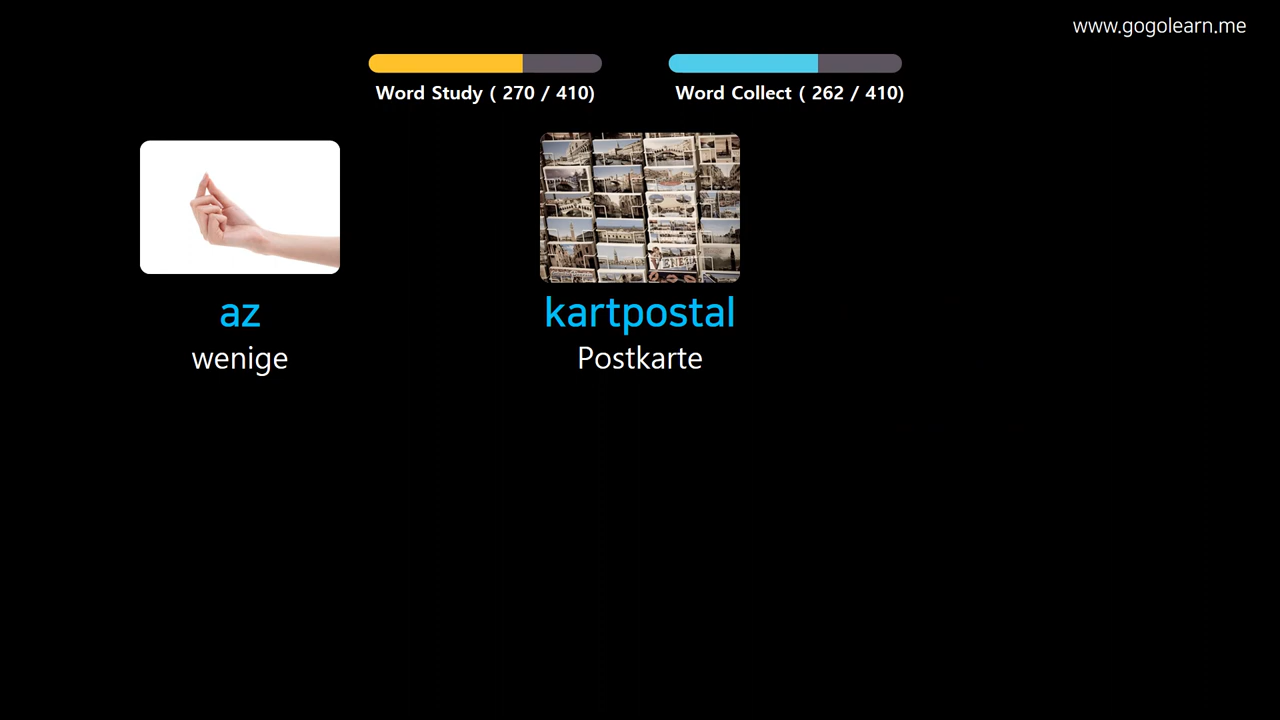 www.gogolearn.me
Word Study ( 270 / 410)
Word Collect ( 262 / 410)
az
wenige
kartpostal
Postkarte